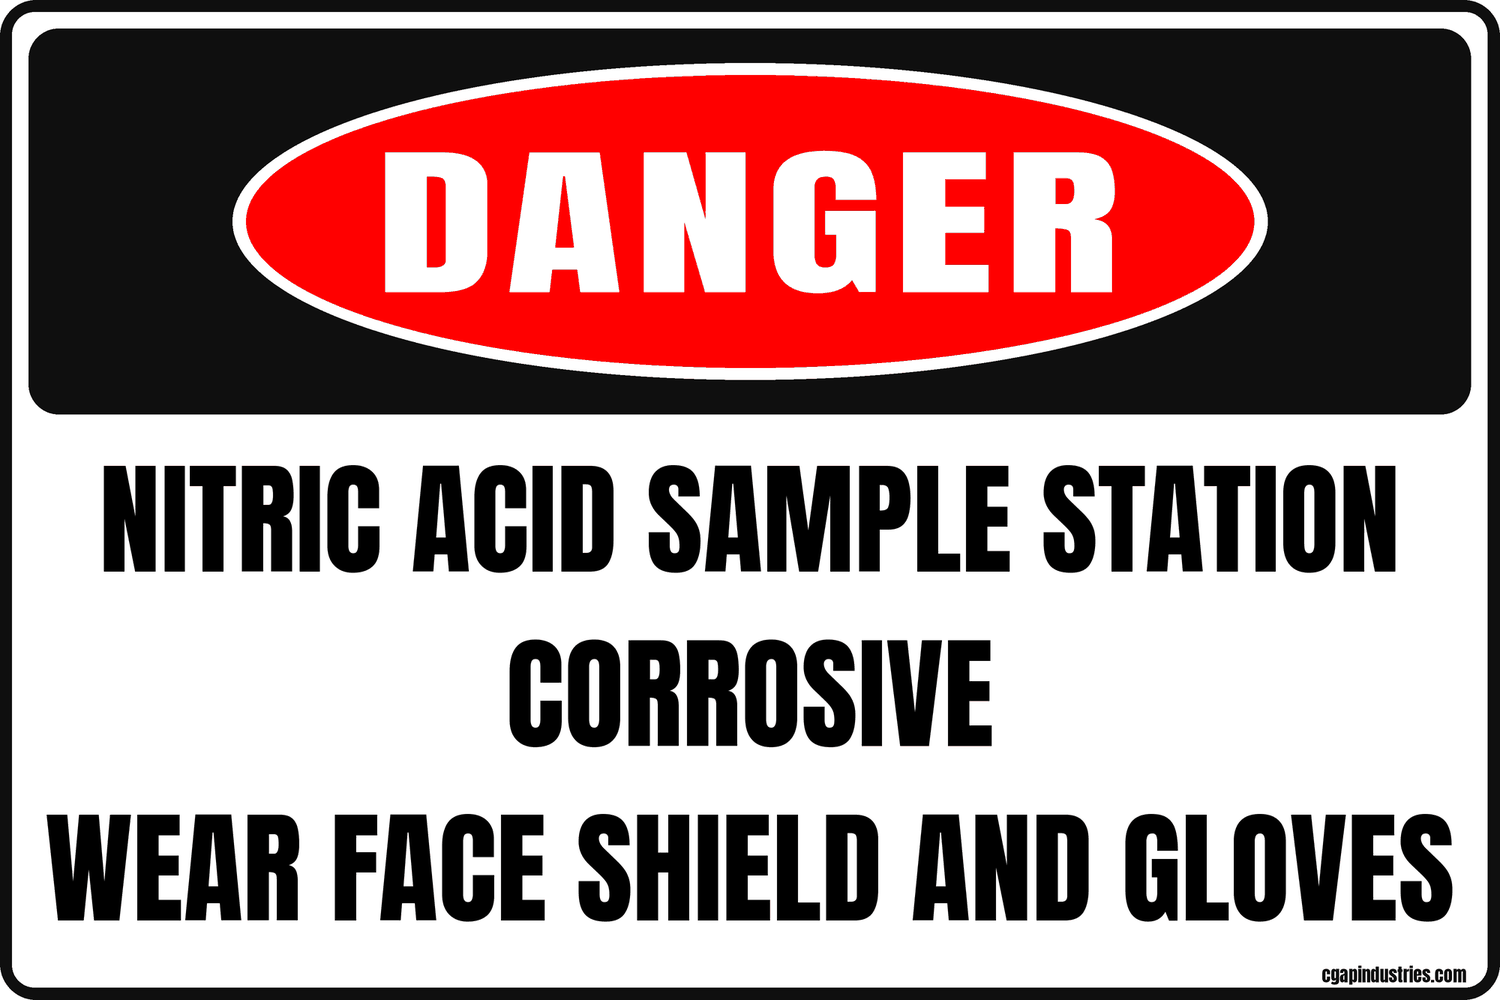 DANGER
NITRIC ACID SAMPLE STATION
CORROSIVE
WEAR FACE SHIELD AND GLOVES
cgapindustries.com